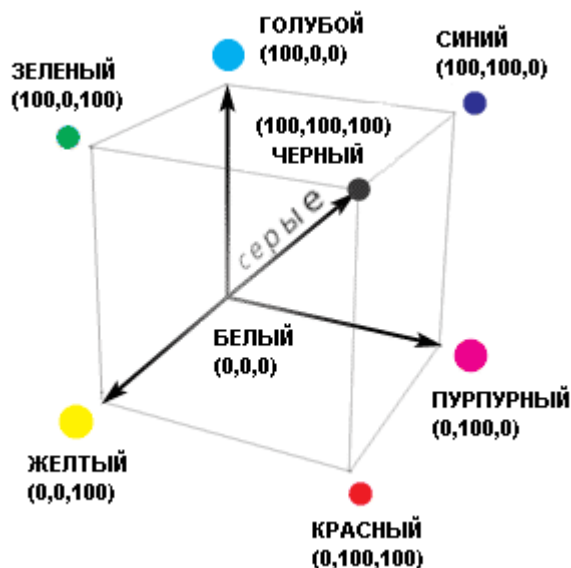 ГОЛУБОЙ
(100,0,0)
СИНИЙ
(100,100,0)
ЗЕЛЕНЫЙ
(100,0,100)
(100,100,100)
ЧЕРНЫЙ
серые
БЕЛЫЙ
(0,0,0)
ПУРПУРНЫЙ
(0,100,0)
ЖЕЛТЫЙ
(0,0,100)
КРАСНЫЙ
(0,100,100)